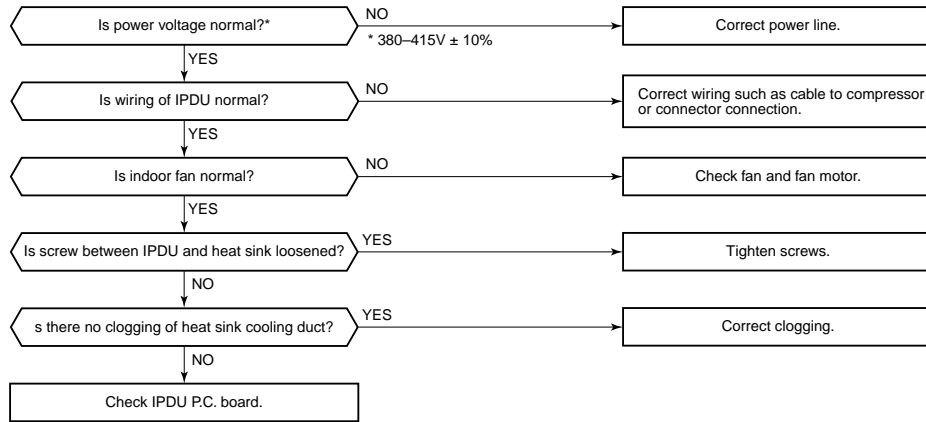 Is power voltage normal?*
NO
* 380–415V ± 10%
Correct power line.
YES
Is wiring of IPDU normal?
NO
Correct wiring such as cable to compressor
or connector connection.
YES
Is indoor fan normal?
NO
Check fan and fan motor.
YES
Is screw between IPDU and heat sink loosened?
YES
Tighten screws.
NO
s there no clogging of heat sink cooling duct?
YES
Correct clogging.
NO
Check IPDU P.C. board.